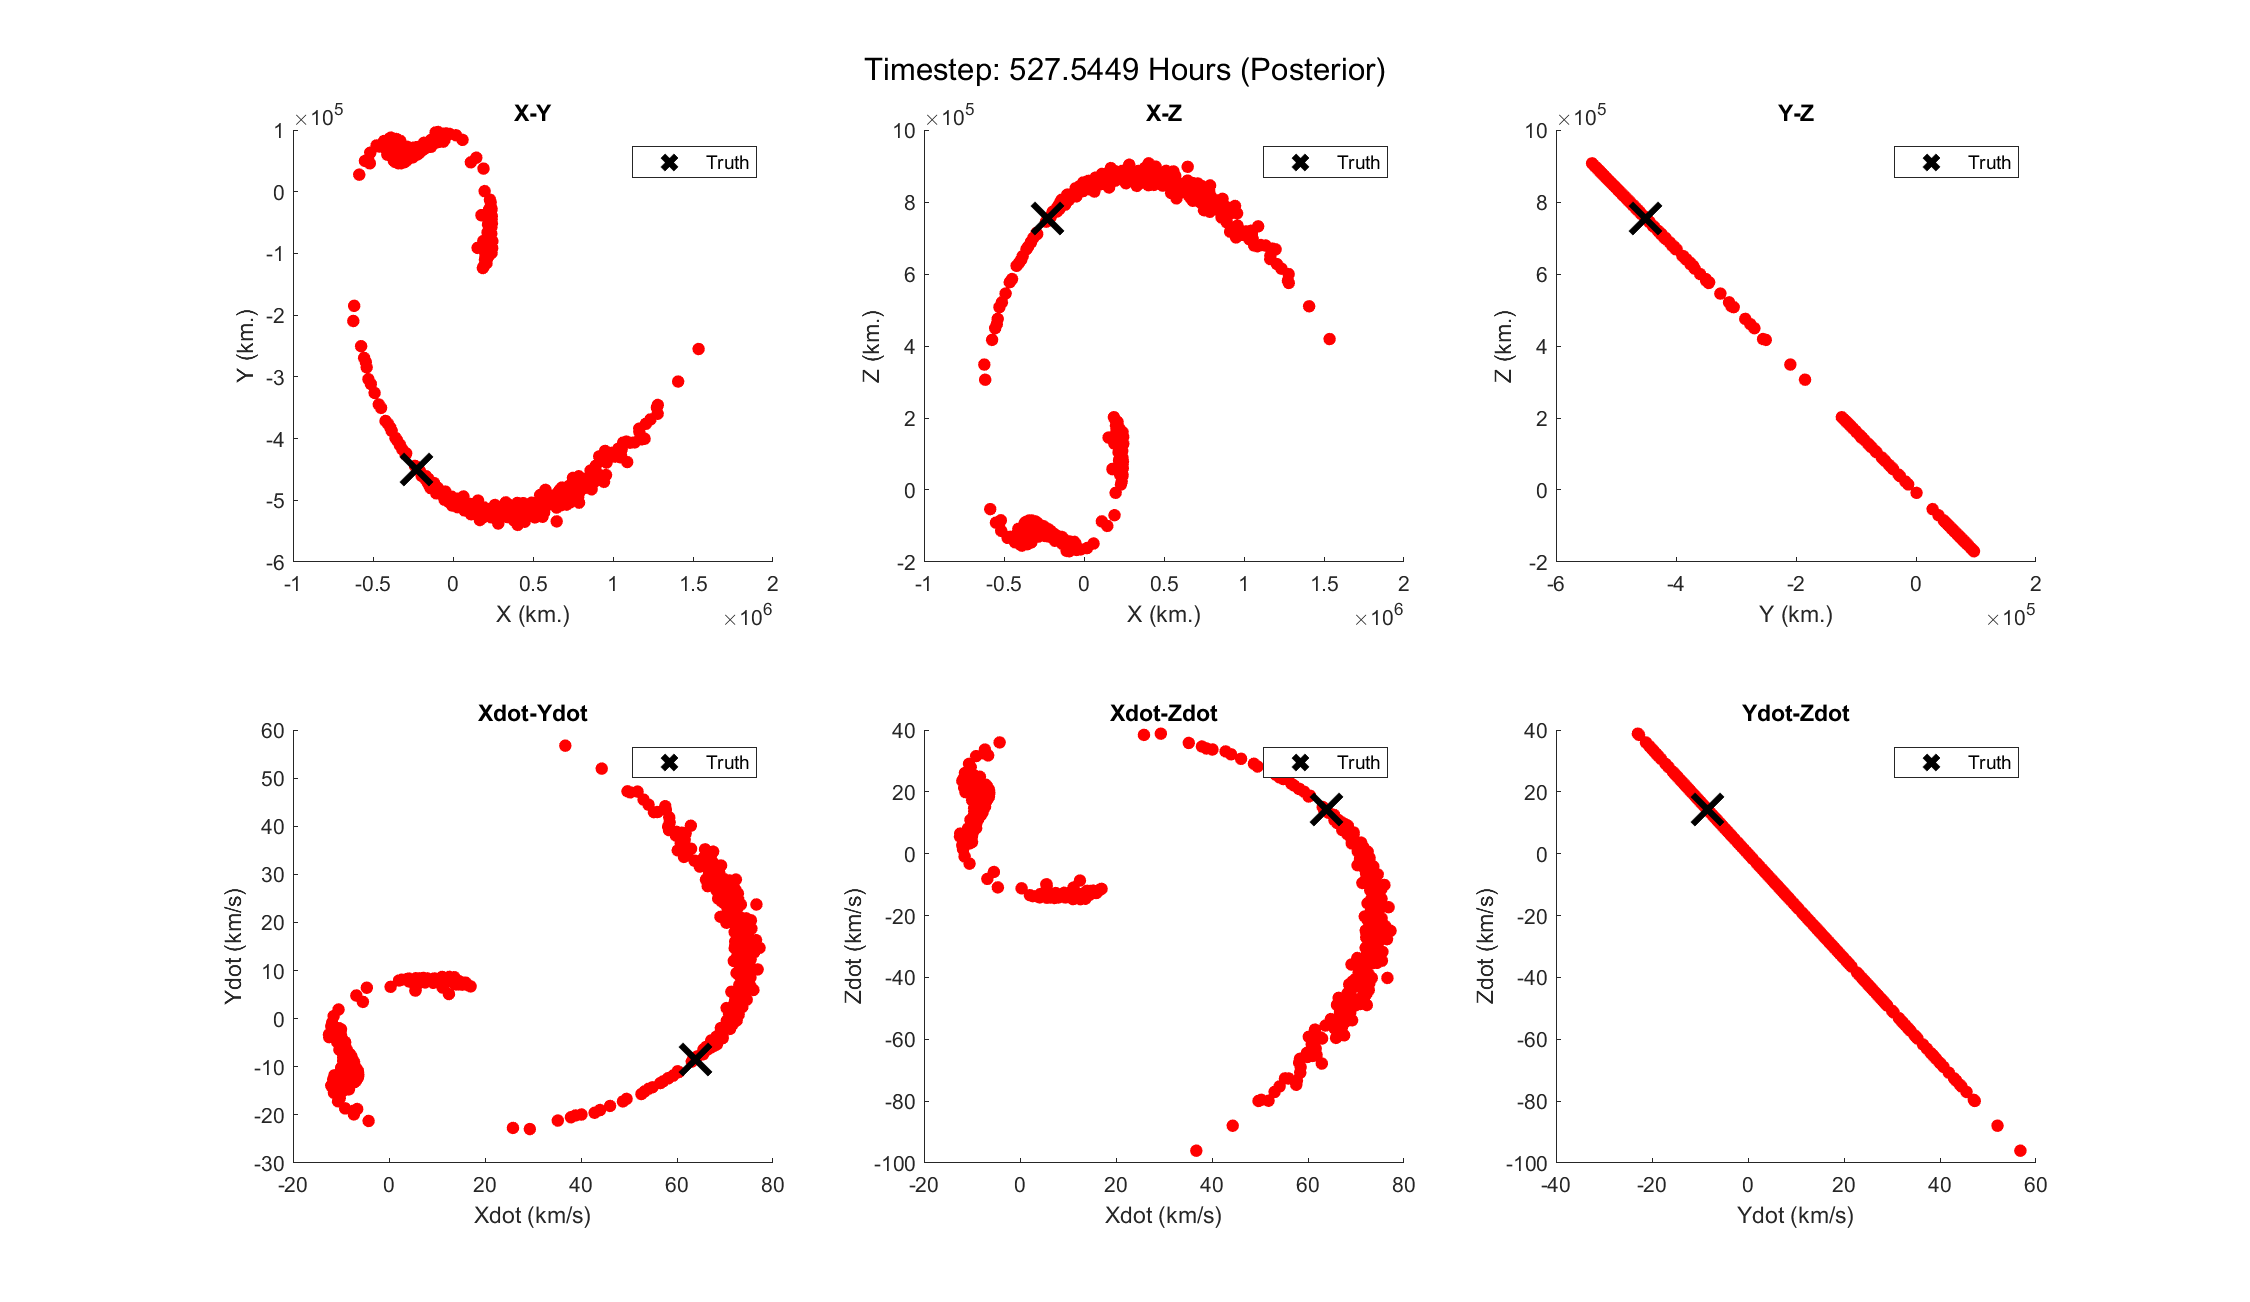 Timestep: 527.5449 Hours (Posterior)
X-Y
×10^5
Truth
1
0
-1
-2
-3
-4
-5
-6
Y (km.)
-1 -0.5 0 0.5 1 1.5 2
X (km.)
×10^6
X-Z
×10^5
Truth
10
8
6
4
2
0
-2
Z (km.)
-1 -0.5 0 0.5 1 1.5 2
X (km.)
×10^6
Y-Z
×10^5
Truth
10
8
6
4
2
0
-2
Z (km.)
-6 -4 -2 0 2
Y (km.)
×10^5
Xdot-Ydot
Truth
60
50
40
30
20
10
0
-10
-20
-30
Ydot (km/s)
-20 0 20 40 60 80
Xdot (km/s)
Xdot-Zdot
Truth
40
20
0
-20
-40
-60
-80
-100
Zdot (km/s)
-20 0 20 40 60 80
Xdot (km/s)
Ydot-Zdot
Truth
40
20
0
-20
-40
-60
-80
-100
Zdot (km/s)
-40 -20 0 20 40 60
Ydot (km/s)